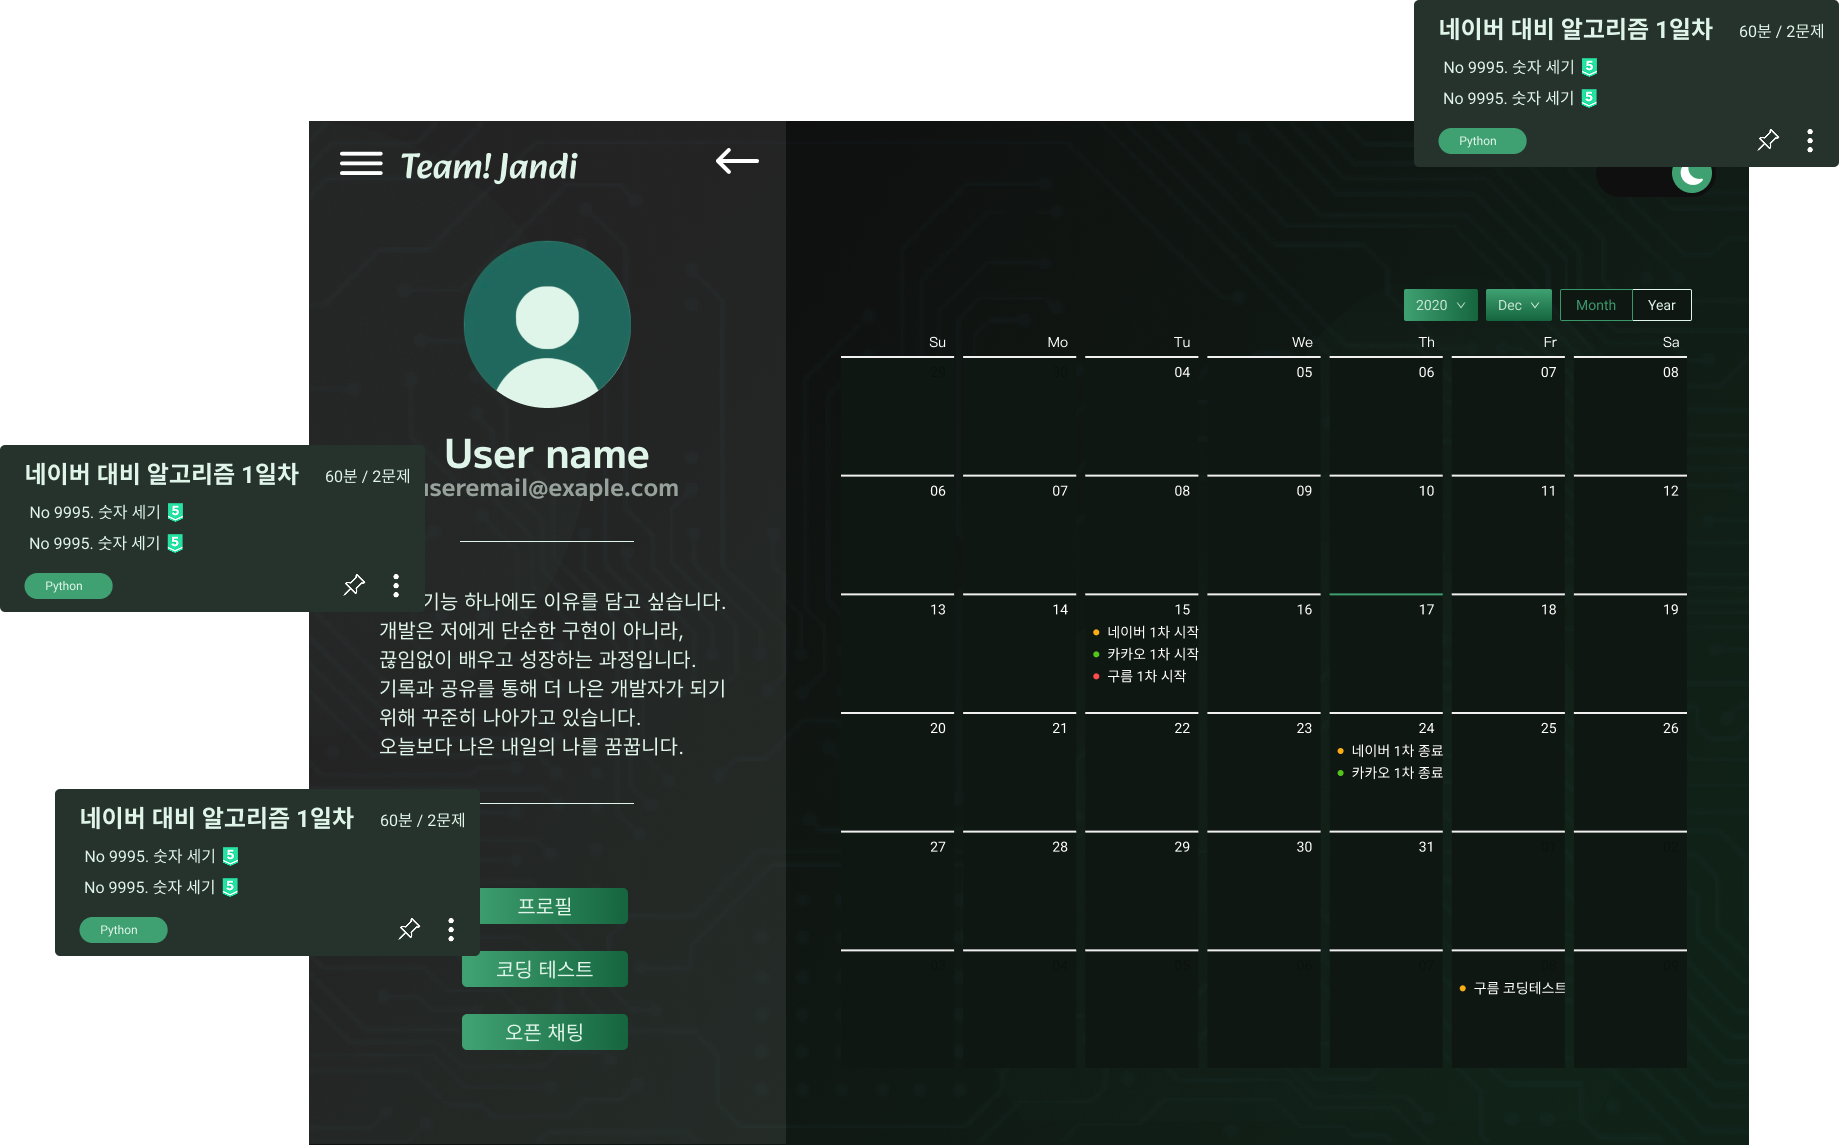 네이버 대비 알고리즘 1일차 60분 / 2문제
No 9995. 숫자 세기 5
No 9995. 숫자 세기 5
Python
Team! Jandi
User name
useremail@exaple.com
기능 하나에도 이유를 담고 싶습니다.
개발은 저에게 단순한 구현이 아니라,
끊임없이 배우고 성장하는 과정입니다.
기록과 공유를 통해 더 나은 개발자가 되기
위해 꾸준히 나아가고 있습니다.
오늘보다 나은 내일의 나를 꿈꿉니다.
프로필
코딩 테스트
오픈 채팅
네이버 대비 알고리즘 1일차 60분 / 2문제
No 9995. 숫자 세기 5
No 9995. 숫자 세기 5
Python
네이버 대비 알고리즘 1일차 60분 / 2문제
No 9995. 숫자 세기 5
No 9995. 숫자 세기 5
Python
2020 Dec Month Year
Su Mo Tu We Th Fr Sa
29 30 04 05 06 07 08
06 07 08 09 10 11 12
13 14 15 16 17 18 19
네이버 1차 시작
카카오 1차 시작
구름 1차 시작
20 21 22 23 24 25 26
네이버 1차 종료
카카오 1차 종료
27 28 29 30 31 01 02
03 04 05 06 07 08 09
구름 코딩테스트